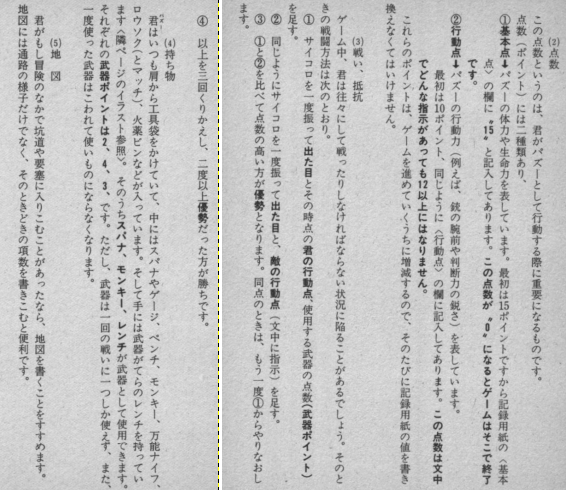 (2)点数
この点数というのは、君がパズーとして行動する際に重要になるものです。
点数（ポイント）には二種類あり、
①基本点➡パズーの体力や生命力を表しています。最初は15ポイントですから記録用紙の〈基本
点〉の欄に〝15〟と記入してあります。この点数が〝0〟になるとゲームはそこで終了
です。
②行動点➡パズーの行動力（例えば、銃の腕前や判断力の鋭さ）を表しています。
最初は10ポイント、同じように〈行動点〉の欄に記入してあります。この点数は文中
でどんな指示があっても12以上にはなりません。
これらのポイントは、ゲームを進めていくうちに増減するので、そのたびに記録用紙の値を書き
換えなくてはいけません。
(3)戦い、抵抗
ゲーム中、君は往々にして戦ったりしなければならない状況に陥ることがあるでしょう。そのと
きの戦闘方法は次のとおり。
① サイコロを一度振って出た目とその時点の君の行動点、使用する武器の点数（武器ポイント）
を足す。
② 同じようにサイコロを一度振って出た目と、敵の行動点（文中に指示）を足す。
③ ①と②を比べて点数の高い方が優勢となります。同点のときは、もう一度①からやりなおし
ます。
④ 以上を三回くりかえし、二度以上優勢だった方が勝ちです。
(4)持ち物
君はいつも肩から工具袋をかけていて、中にはスパナやゲージ、ペンチ、モンキー、万能ナイフ、
ロウソク（とマッチ）、火薬ビンなどが入っています。そして手には武器がてらのレンチを持ってい
ます〈隣ページのイラスト参照〉。そのうちスパナ、モンキー、レンチが武器として使用できます。
それぞれの武器ポイントは2、4、3、です。ただし、武器は一回の戦いに一つしか使えず、また、
一度使った武器はこわれて使いものにならなくなります。
(5)地 図
君がもし冒険のなかで坑道や要塞に入りこむことがあったなら、地図を書くことをすすめます。
地図には通路の様子だけでなく、そのときどきの項数を書きこむと便利です。